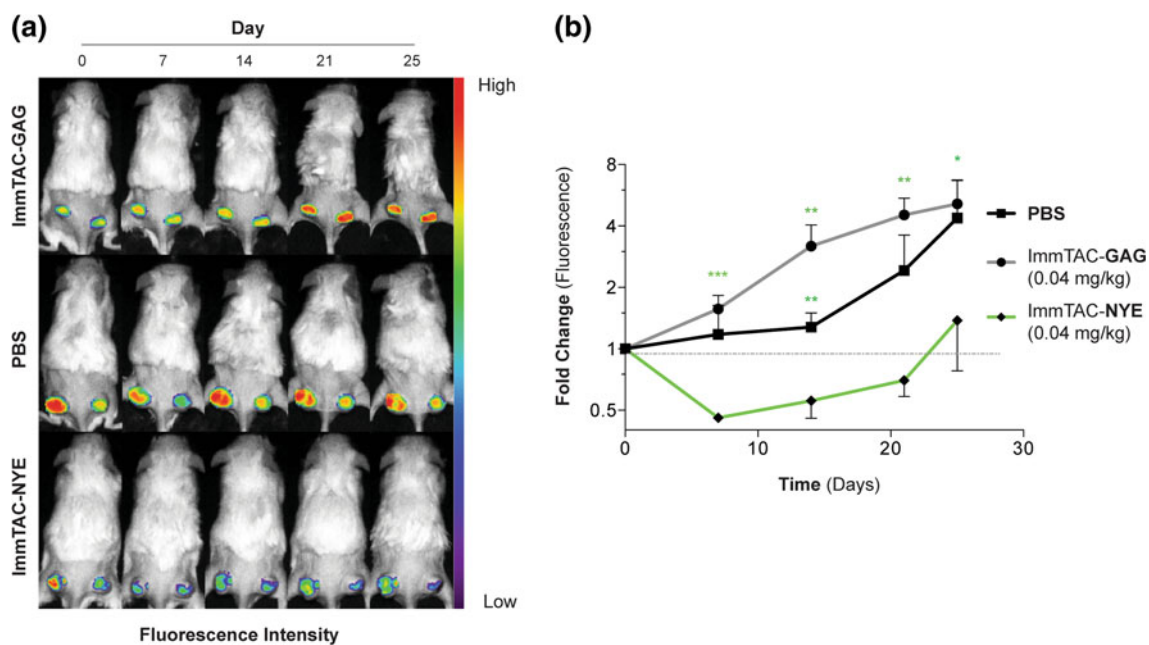 (a)
Day
0 7 14 21 25
ImmTAC-GAG
PBS
ImmTAC-NYE
High
Low
Fluorescence Intensity
(b)
Fold Change (Fluorescence)
8
4
2
1
0.5
***
**
**
**
*
0 10 20 30
Time (Days)
PBS
ImmTAC-GAG
(0.04 mg/kg)
ImmTAC-NYE
(0.04 mg/kg)